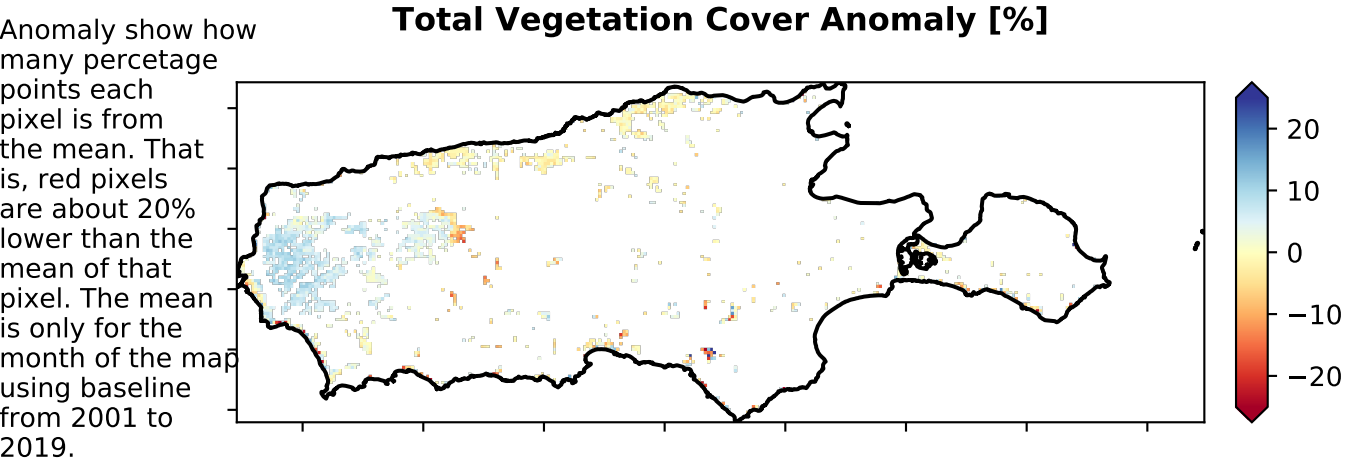 Total Vegetation Cover Anomaly [%]
Anomaly show how
many percetage
points each
pixel is from
the mean. That
is, red pixels
are about 20%
lower than the
mean of that
pixel. The mean
is only for the
month of the map
using baseline
from 2001 to
2019.
20
10
0
−10
−20